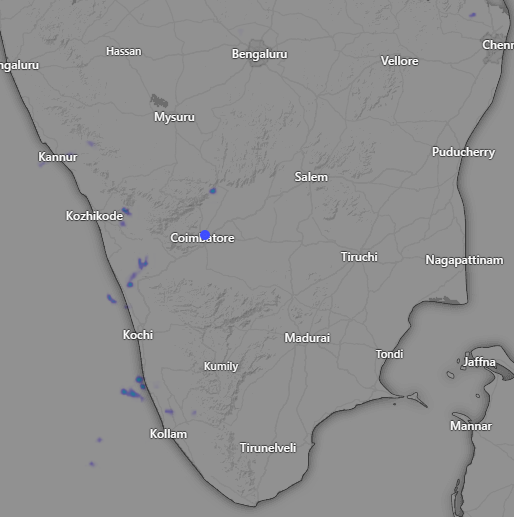 Hassan
Bengaluru
Chenn
ngaluru
Vellore
Mysuru
Kannur
Puducherry
Salem
Kozhikode
Coimbatore
Tiruchi
Nagapattinam
Kochi
Madurai
Tondi
Kumily
Jaffna
Kollam
Mannar
Tirunelveli